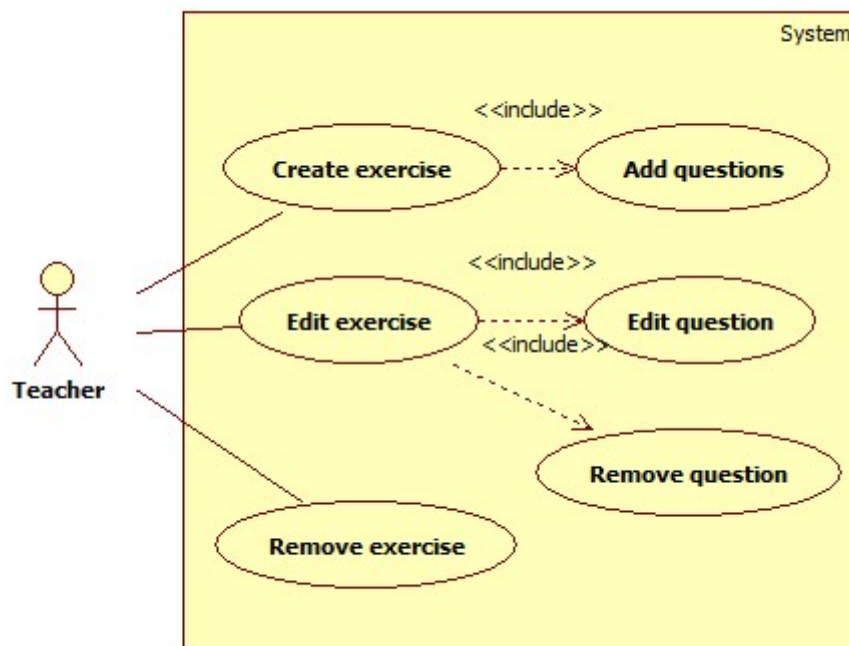 System
<<include>>
Create exercise
Add questions
<<include>>
Edit exercise
Edit question
<<include>>
Teacher
Remove question
Remove exercise